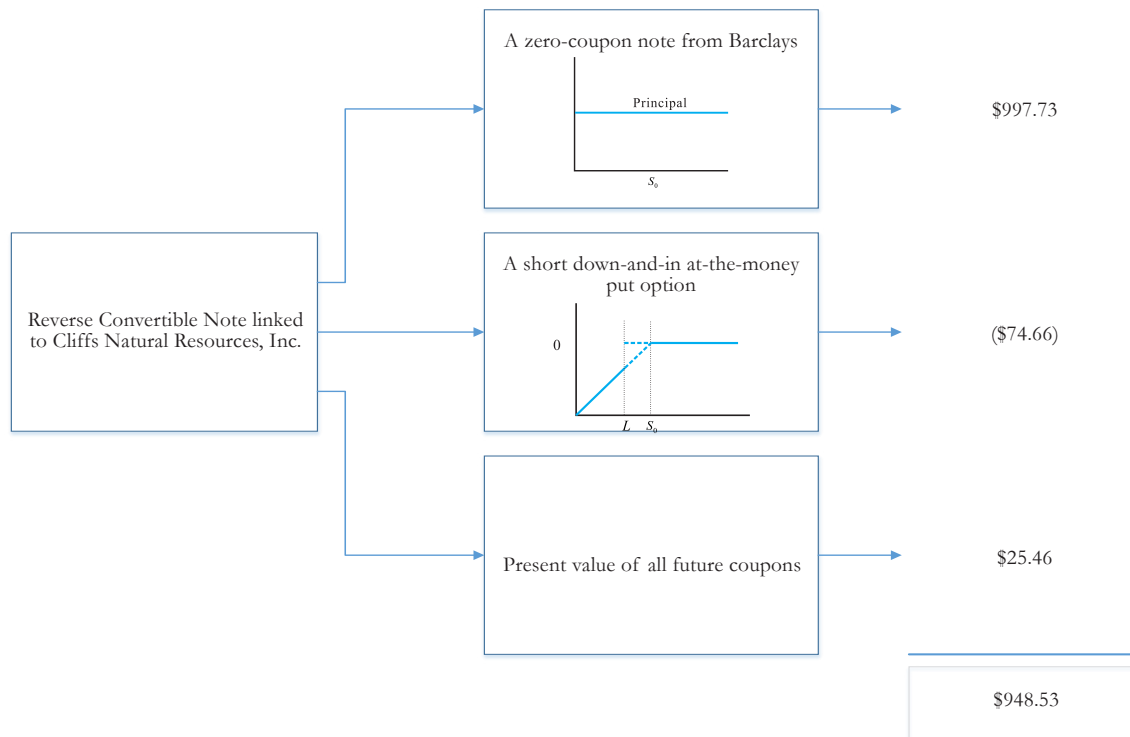 A zero-coupon note from Barclays
Principal
S₀
$997.73
Reverse Convertible Note linked
to Cliffs Natural Resources, Inc.
A short down-and-in at-the-money
put option
0
L S₀
($74.66)
Present value of all future coupons
$25.46
$948.53